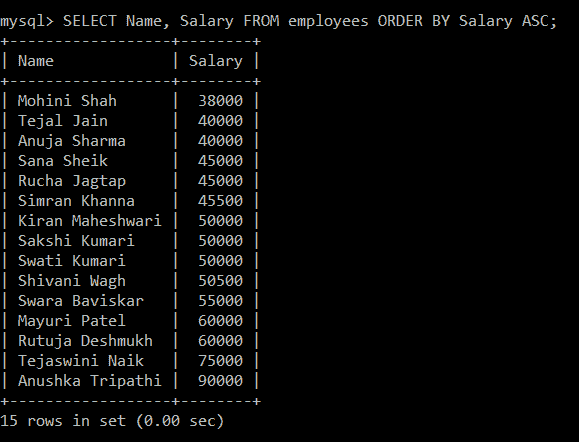 mysql> SELECT Name, Salary FROM employees ORDER BY Salary ASC;
+------------------+--------+
| Name             | Salary |
+------------------+--------+
| Mohini Shah      |  38000 |
| Tejal Jain       |  40000 |
| Anuja Sharma     |  40000 |
| Sana Sheik       |  45000 |
| Rucha Jagtap     |  45000 |
| Simran Khanna    |  45500 |
| Kiran Maheshwari |  50000 |
| Sakshi Kumari    |  50000 |
| Swati Kumari     |  50000 |
| Shivani Wagh     |  50500 |
| Swara Baviskar   |  55000 |
| Mayuri Patel     |  60000 |
| Rutuja Deshmukh  |  60000 |
| Tejaswini Naik   |  75000 |
| Anushka Tripathi |  90000 |
+------------------+--------+
15 rows in set (0.00 sec)